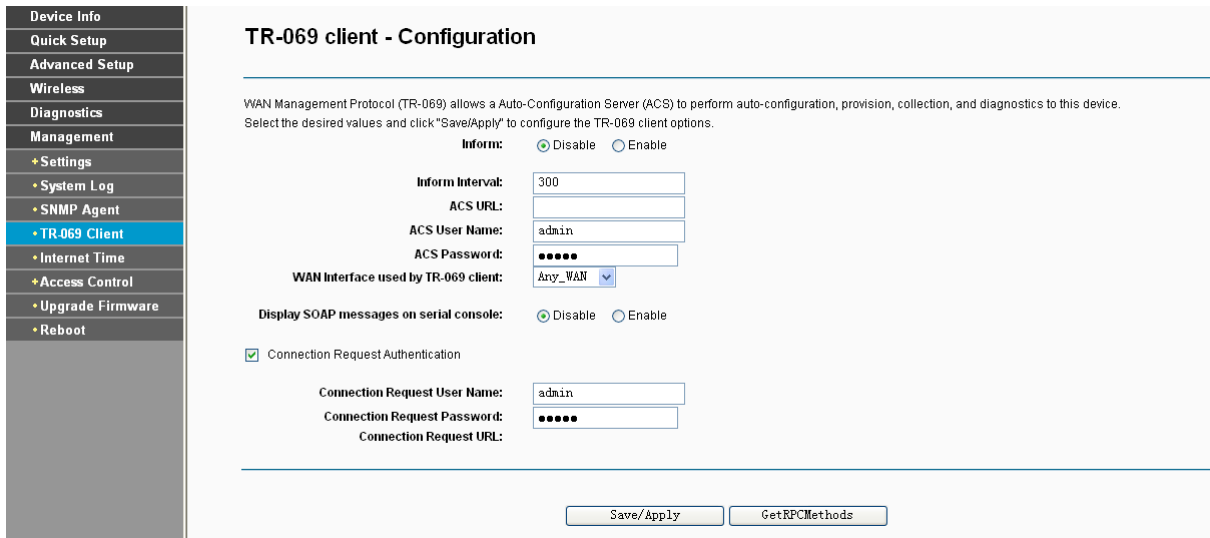 Device Info
Quick Setup
Advanced Setup
Wireless
Diagnostics
Management
+Settings
•System Log
•SNMP Agent
•TR-069 Client
•Internet Time
+Access Control
•Upgrade Firmware
•Reboot
TR-069 client - Configuration
WAN Management Protocol (TR-069) allows a Auto-Configuration Server (ACS) to perform auto-configuration, provision, collection, and diagnostics to this device.
Select the desired values and click "Save/Apply" to configure the TR-069 client options.
Inform: Disable Enable
Inform Interval: 300
ACS URL:
ACS User Name: admin
ACS Password: •••••
WAN Interface used by TR-069 client: Any_WAN
Display SOAP messages on serial console: Disable Enable
Connection Request Authentication
Connection Request User Name: admin
Connection Request Password: •••••
Connection Request URL:
Save/Apply GetRPCMethods